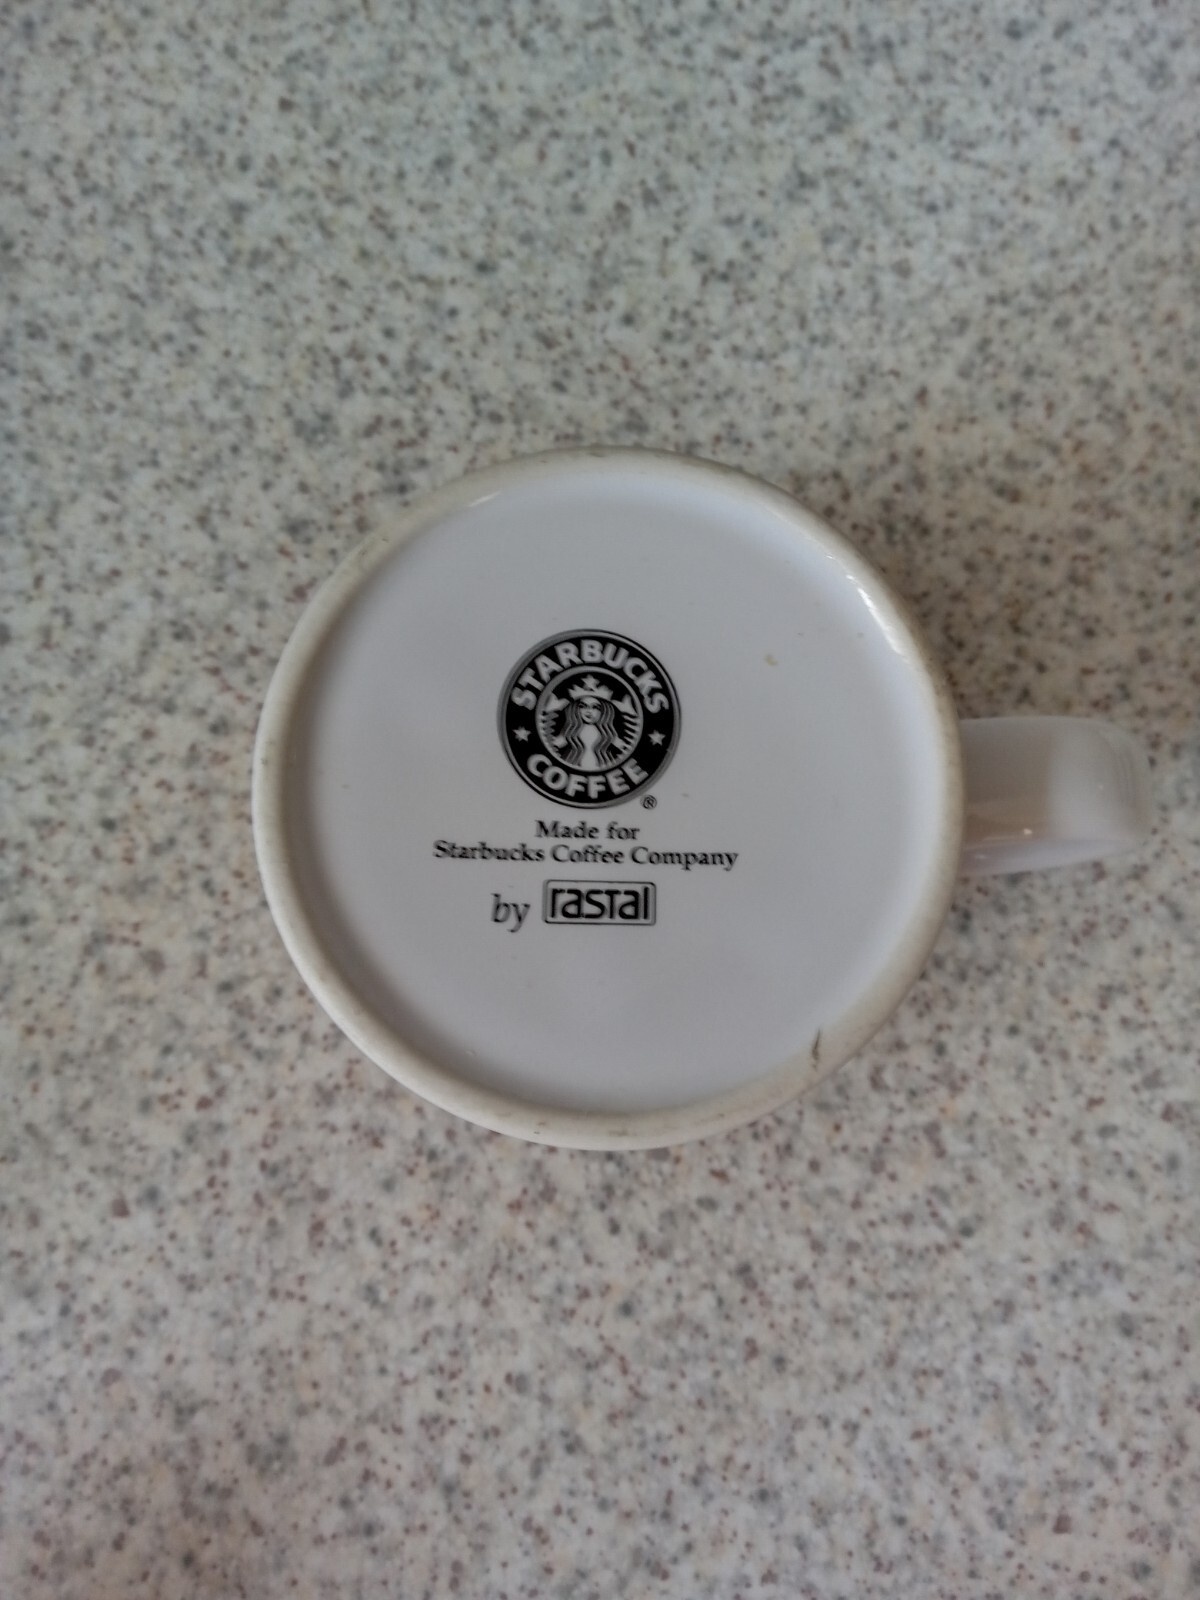 STARBUCKS
COFFEE
®
Made for
Starbucks Coffee Company
by rastal